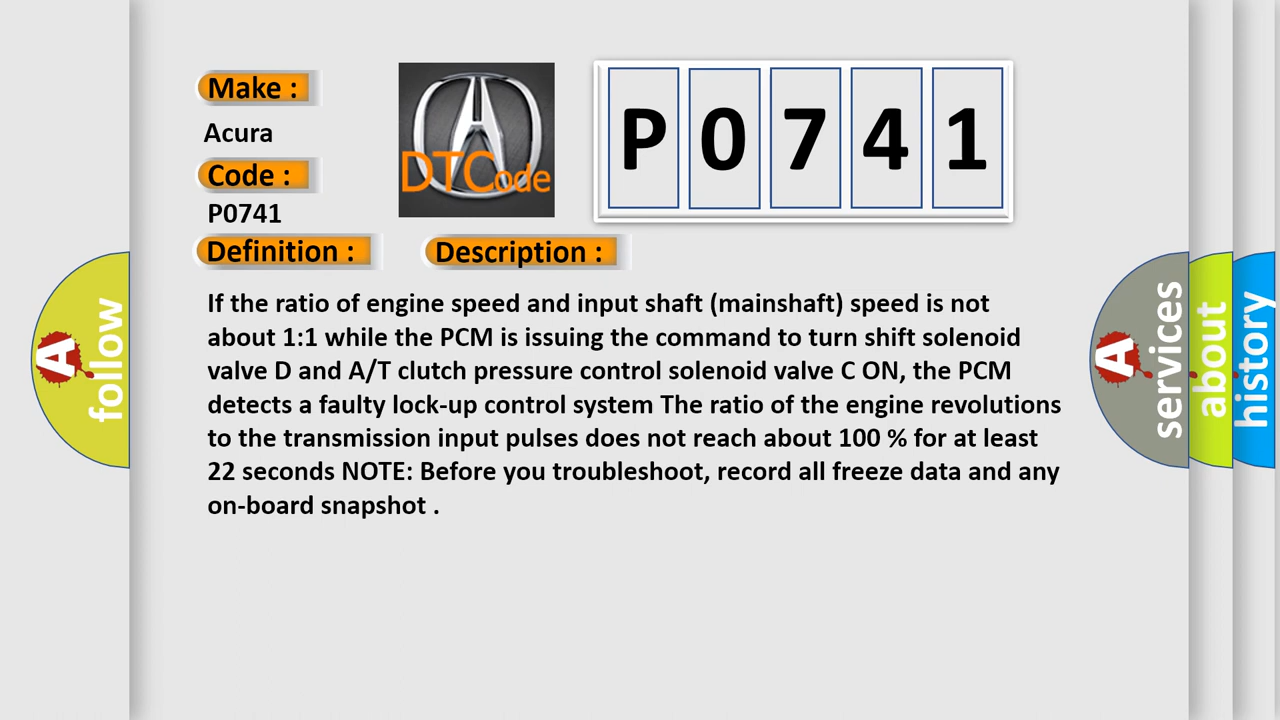 Make :
Acura
Code :
P0741
Definition :
Description :
DTCode
P0741
If the ratio of engine speed and input shaft (mainshaft) speed is not
about 1:1 while the PCM is issuing the command to turn shift solenoid
valve D and A/T clutch pressure control solenoid valve C ON, the PCM
detects a faulty lock-up control system The ratio of the engine revolutions
to the transmission input pulses does not reach about 100 % for at least
22 seconds NOTE: Before you troubleshoot, record all freeze data and any
on-board snapshot .
A follow
A services
about
history